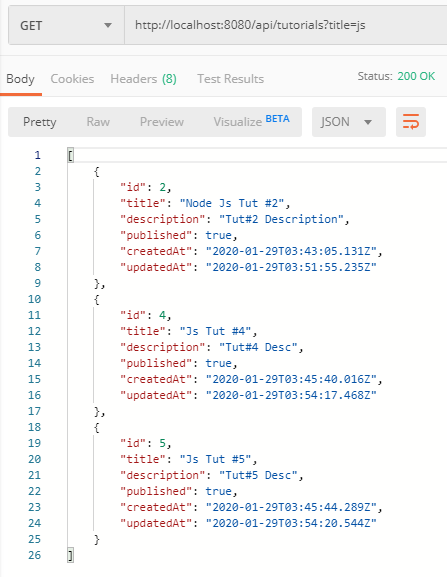 GET http://localhost:8080/api/tutorials?title=js
Body Cookies Headers (8) Test Results Status: 200 OK
Pretty Raw Preview Visualize BETA JSON
1 [
2 {
3 "id": 2,
4 "title": "Node Js Tut #2",
5 "description": "Tut#2 Description",
6 "published": true,
7 "createdAt": "2020-01-29T03:43:05.131Z",
8 "updatedAt": "2020-01-29T03:51:55.235Z"
9 },
10 {
11 "id": 4,
12 "title": "Js Tut #4",
13 "description": "Tut#4 Desc",
14 "published": true,
15 "createdAt": "2020-01-29T03:45:40.016Z",
16 "updatedAt": "2020-01-29T03:54:17.468Z"
17 },
18 {
19 "id": 5,
20 "title": "Js Tut #5",
21 "description": "Tut#5 Desc",
22 "published": true,
23 "createdAt": "2020-01-29T03:45:44.289Z",
24 "updatedAt": "2020-01-29T03:54:20.544Z"
25 }
26 ]